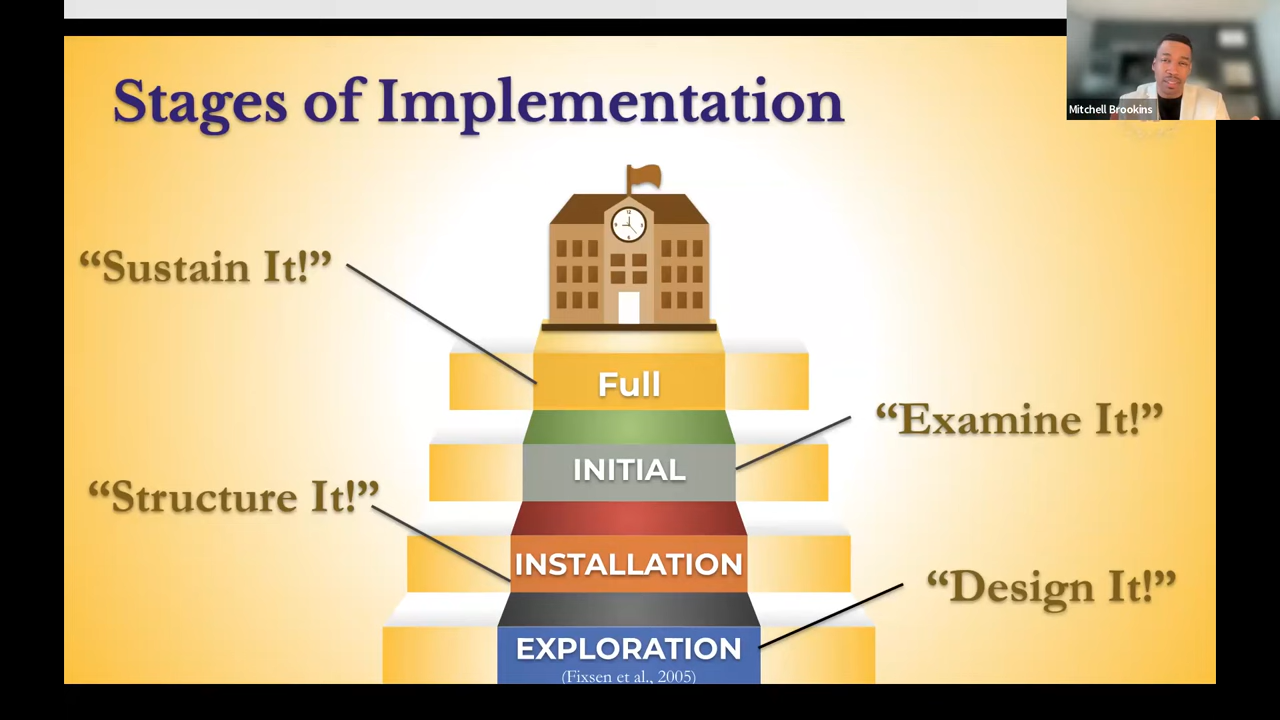 Stages of Implementation
Mitchell Brookins
“Sustain It!”
Full
“Examine It!”
INITIAL
“Structure It!”
INSTALLATION
“Design It!”
EXPLORATION
(Fixsen et al., 2005)